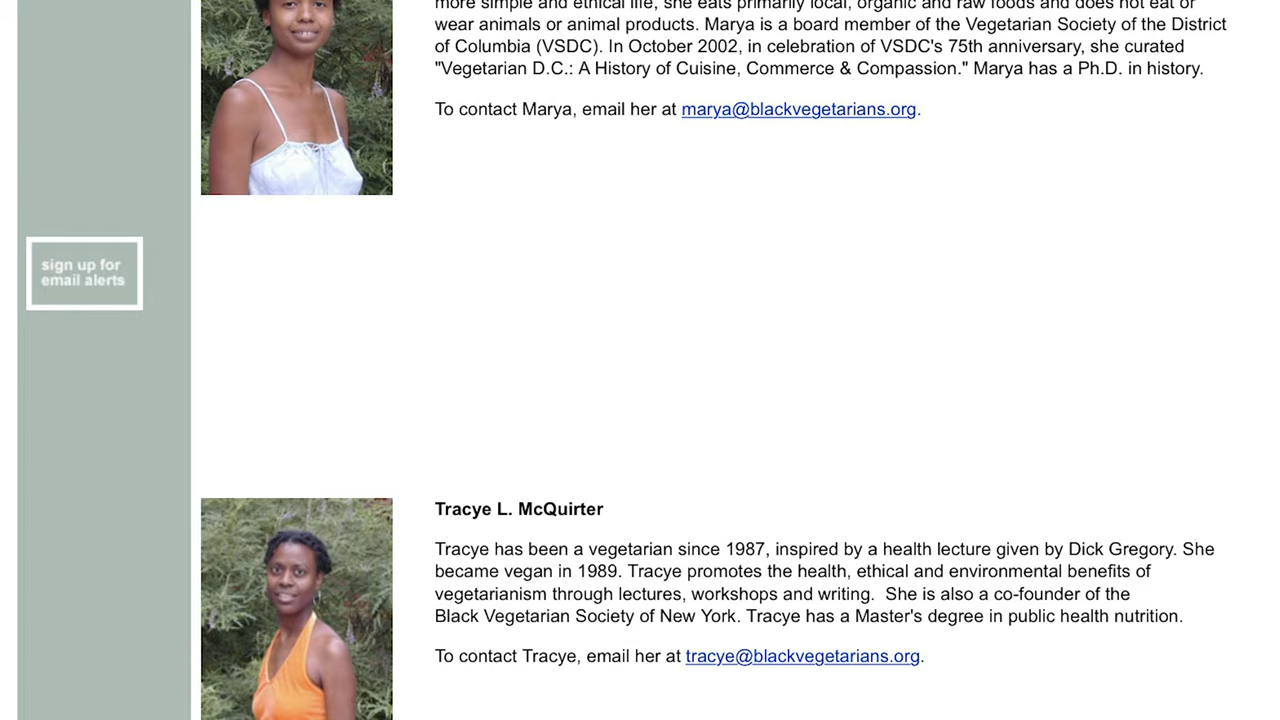 more simple and ethical life, she eats primarily local, organic and raw foods and does not eat or
wear animals or animal products. Marya is a board member of the Vegetarian Society of the District
of Columbia (VSDC). In October 2002, in celebration of VSDC's 75th anniversary, she curated
"Vegetarian D.C.: A History of Cuisine, Commerce & Compassion." Marya has a Ph.D. in history.
To contact Marya, email her at marya@blackvegetarians.org.
sign up for
email alerts
Tracye L. McQuirter
Tracye has been a vegetarian since 1987, inspired by a health lecture given by Dick Gregory. She
became vegan in 1989. Tracye promotes the health, ethical and environmental benefits of
vegetarianism through lectures, workshops and writing.  She is also a co-founder of the
Black Vegetarian Society of New York. Tracye has a Master's degree in public health nutrition.
To contact Tracye, email her at tracye@blackvegetarians.org.